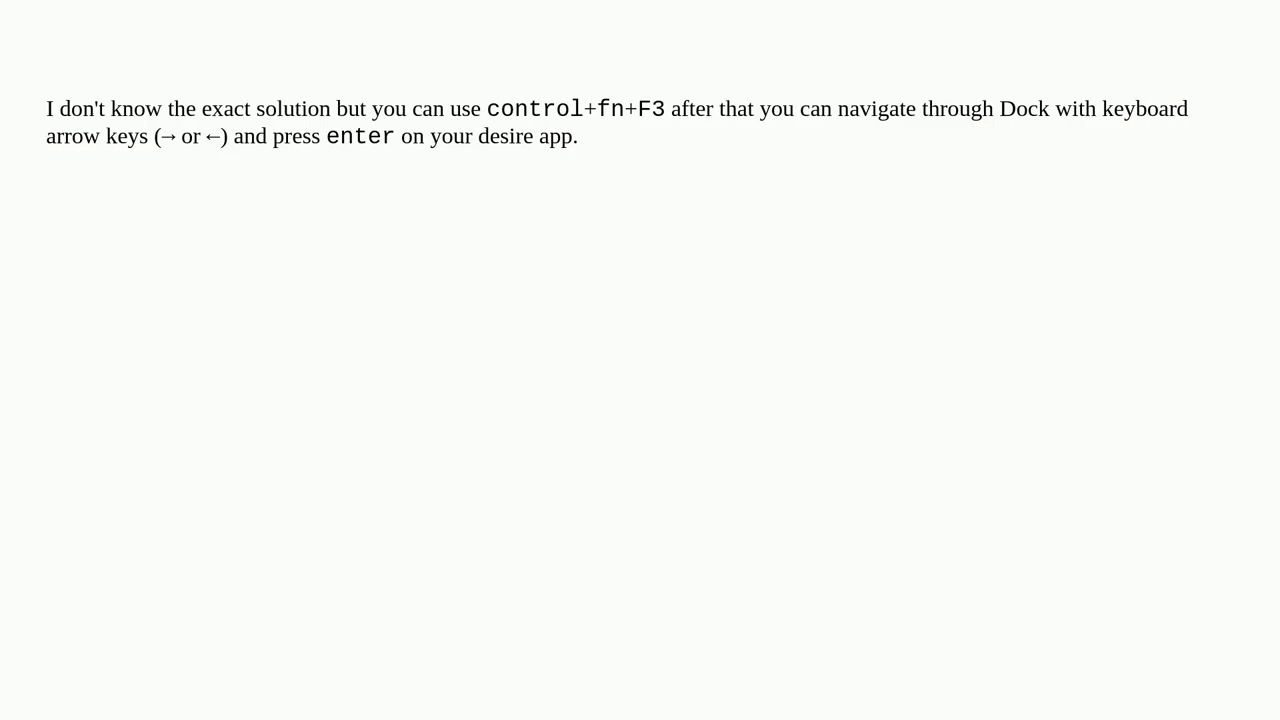 I don't know the exact solution but you can use control+fn+F3 after that you can navigate through Dock with keyboard
arrow keys (→ or ←) and press enter on your desire app.